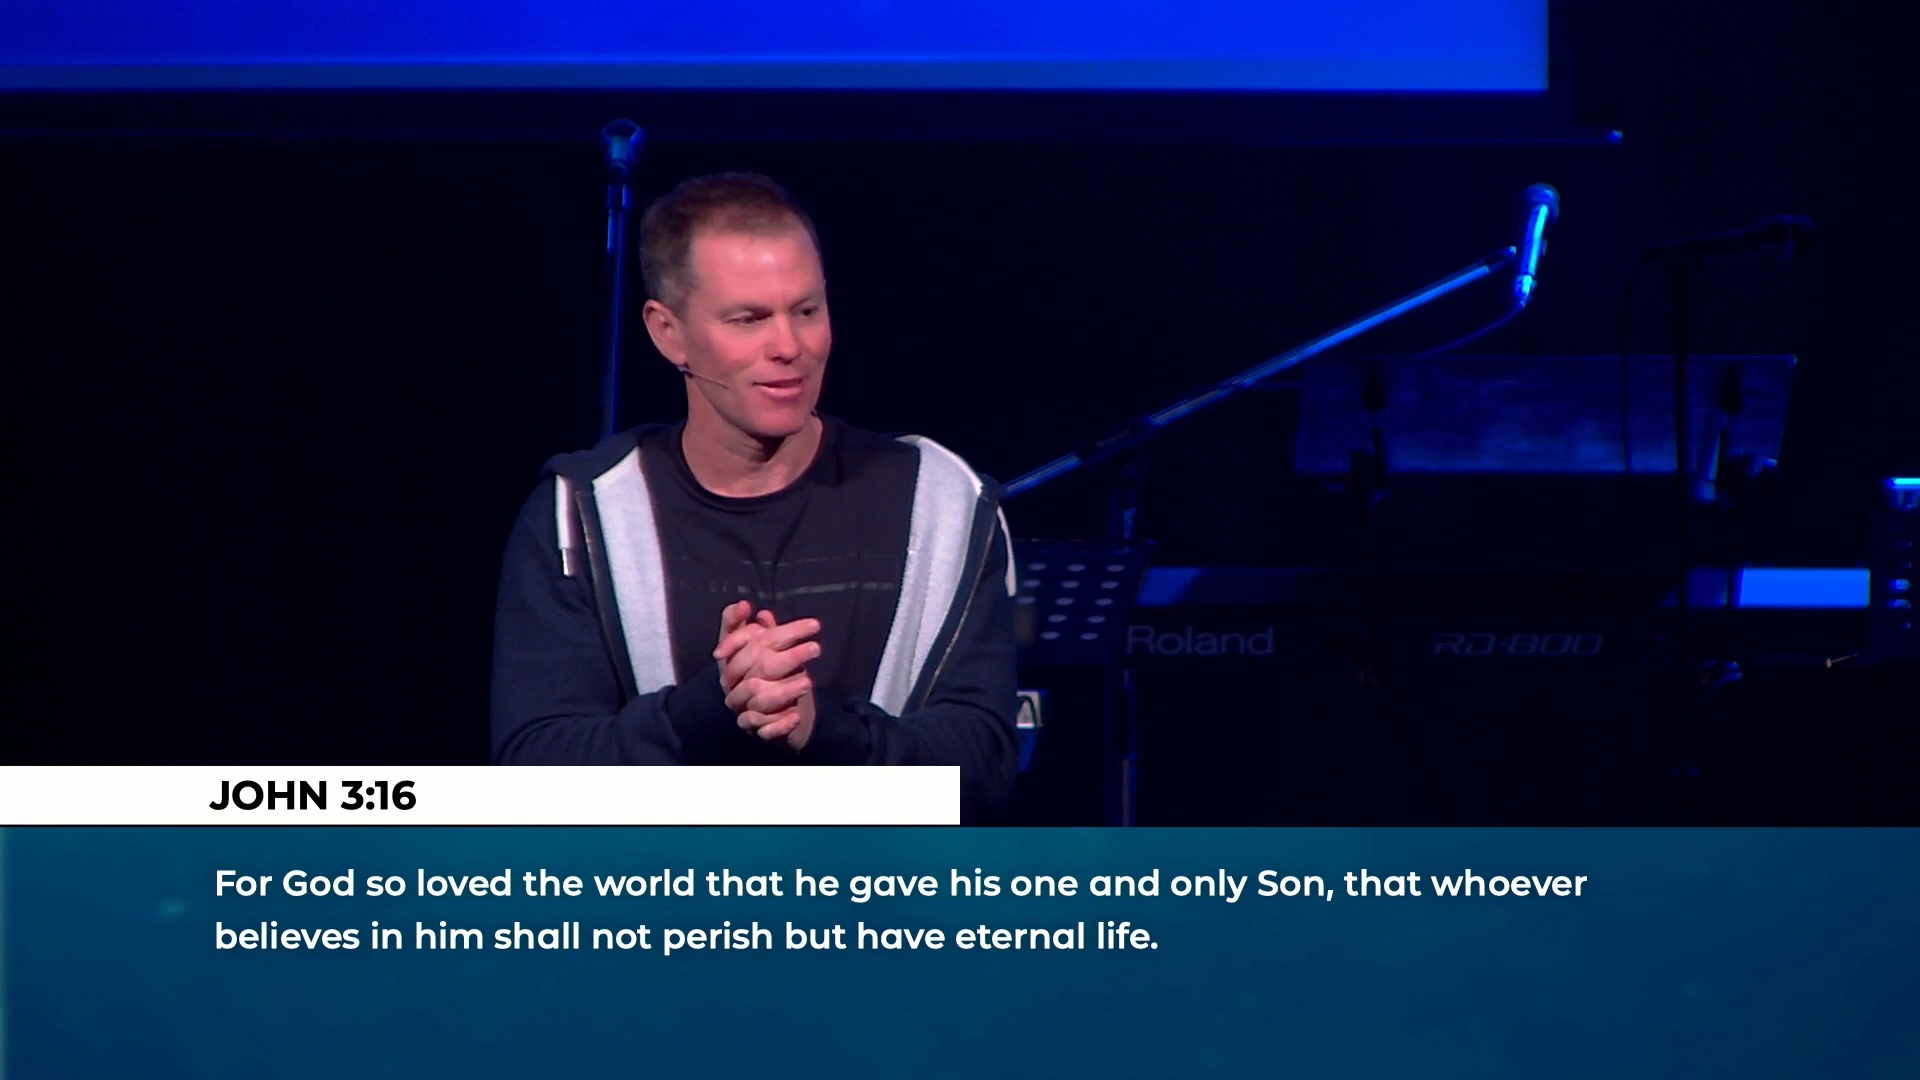 Roland
RD-800
JOHN 3:16
For God so loved the world that he gave his one and only Son, that whoever
believes in him shall not perish but have eternal life.